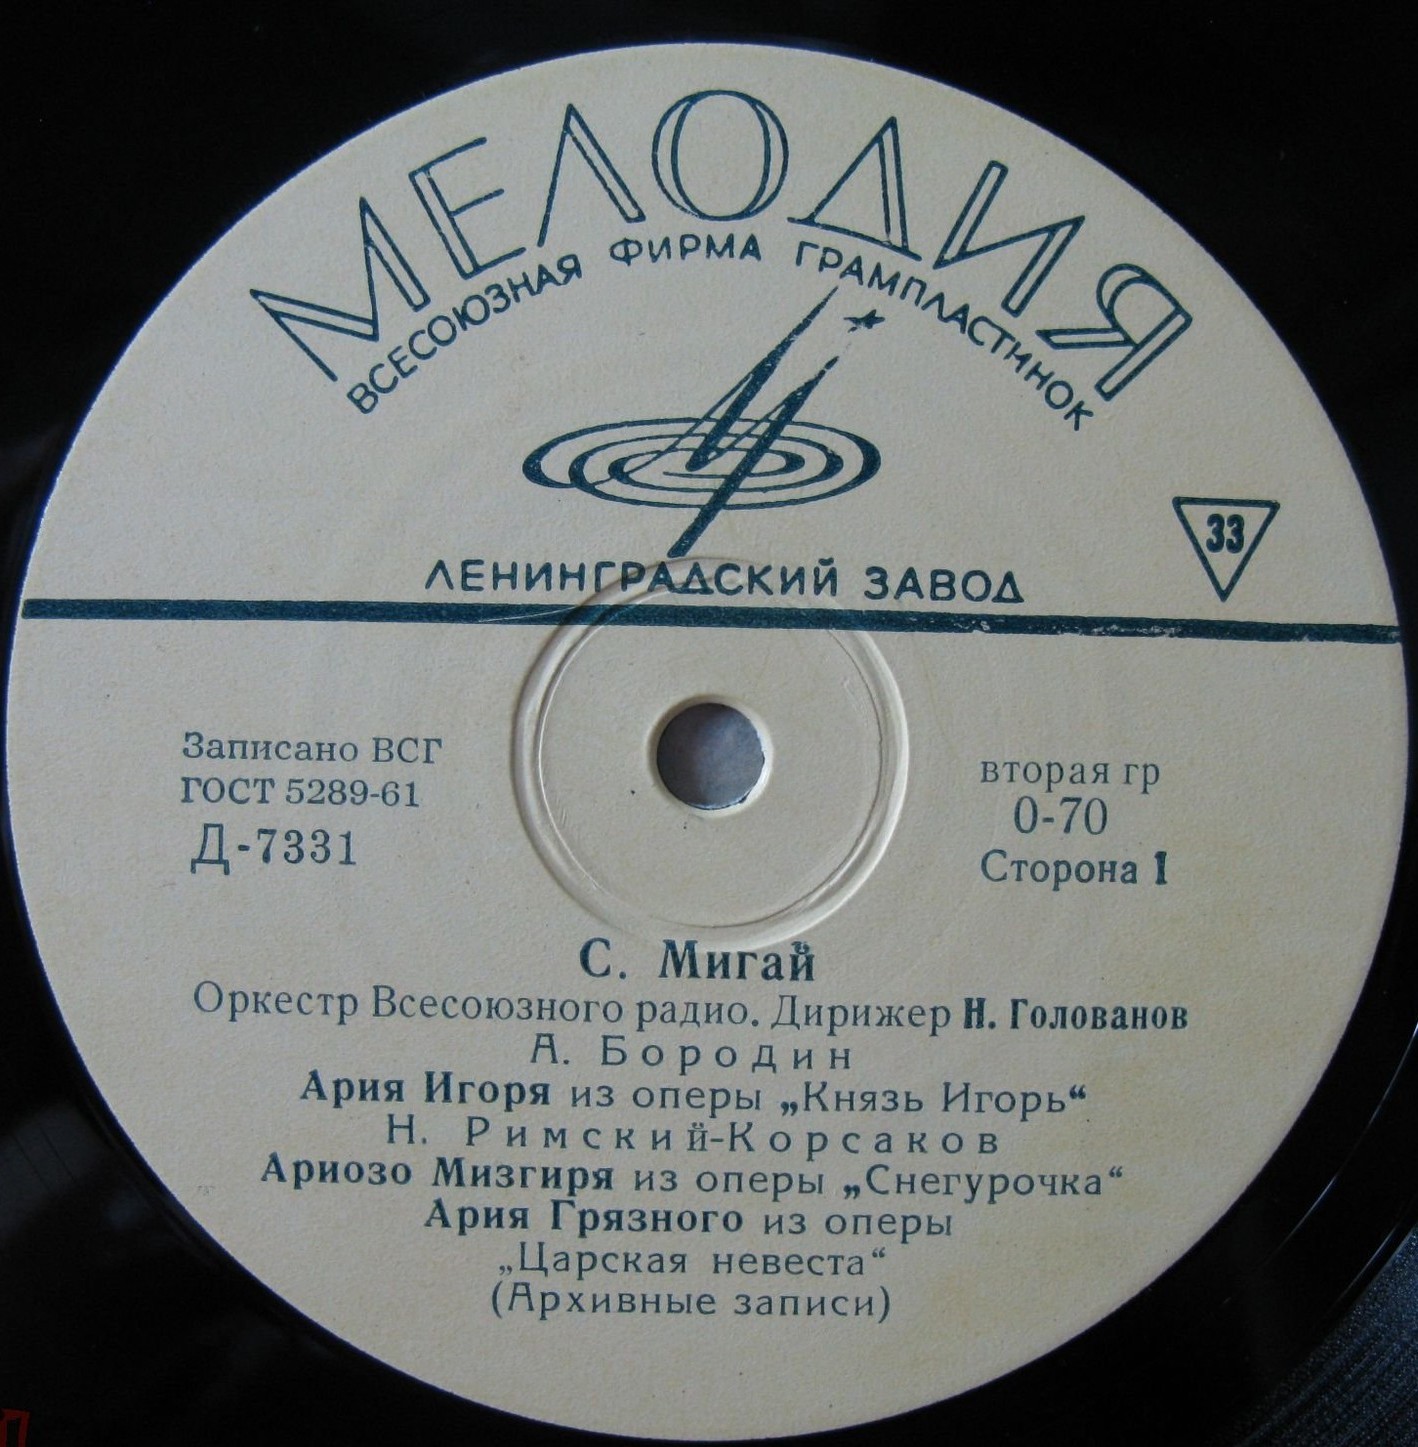 МЕЛОДИЯ
ВСЕСОЮЗНАЯ ФИРМА ГРАМПЛАСТИНОК
ЛЕНИНГРАДСКИЙ ЗАВОД
33
Записано ВСГ
ГОСТ 5289-61
Д-7331
вторая гр
0-70
Сторона 1
С. Мигай
Оркестр Всесоюзного радио. Дирижер Н. Голованов
А. Бородин
Ария Игоря из оперы „Князь Игорь“
Н. Римский-Корсаков
Ариозо Мизгиря из оперы „Снегурочка“
Ария Грязного из оперы
„Царская невеста“
(Архивные записи)